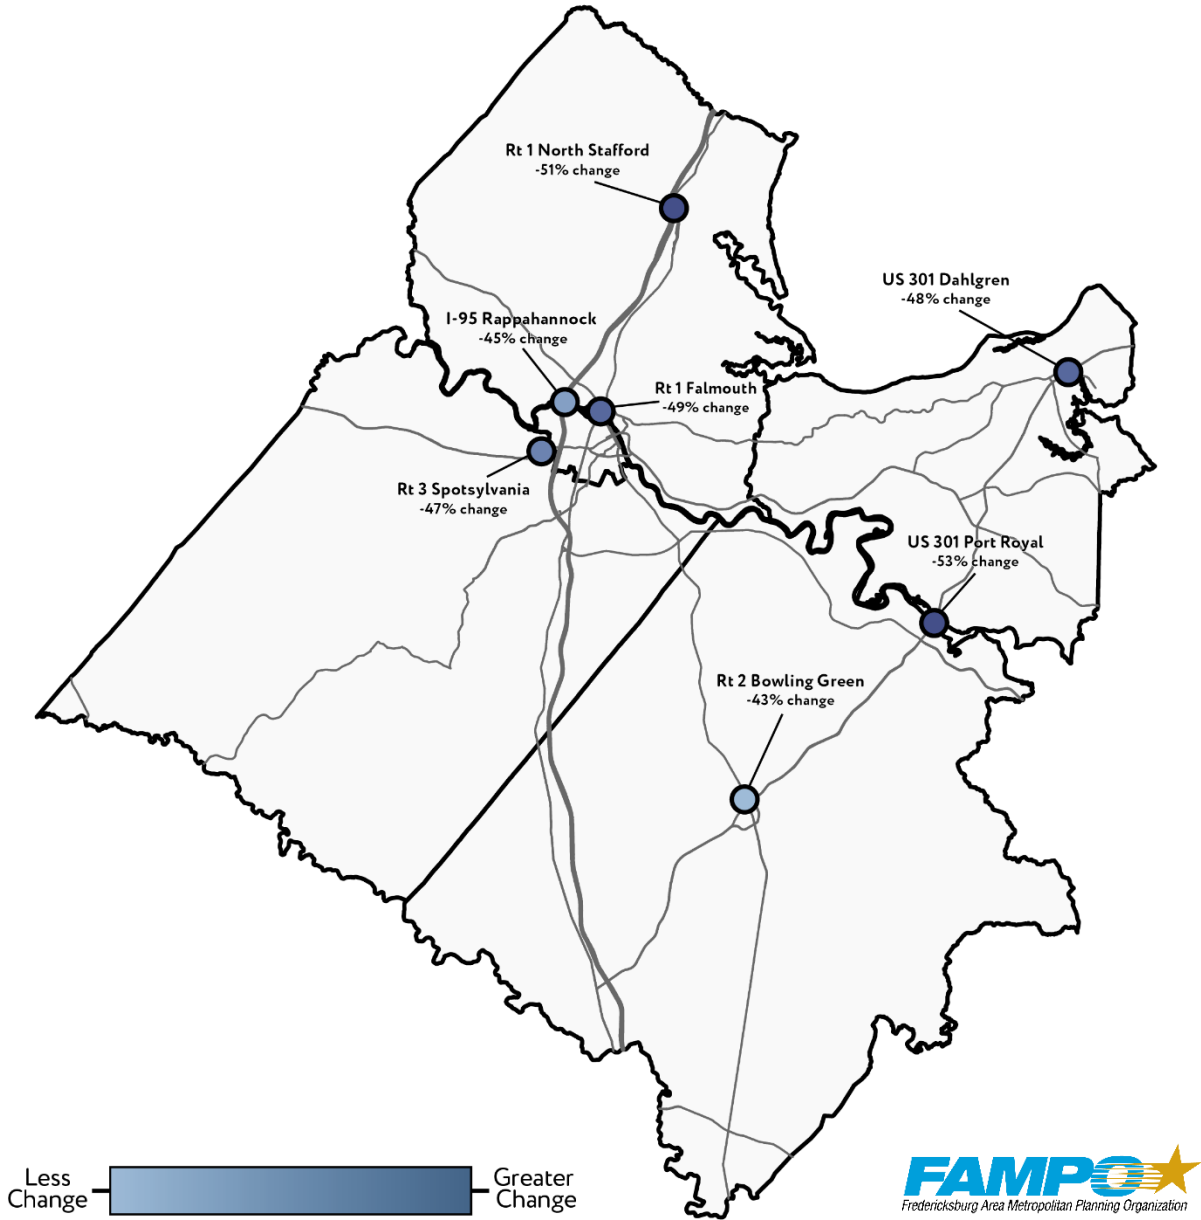 Rt 1 North Stafford
-51% change
US 301 Dahlgren
-48% change
I-95 Rappahannock
-45% change
Rt 1 Falmouth
-49% change
Rt 3 Spotsylvania
-47% change
US 301 Port Royal
-53% change
Rt 2 Bowling Green
-43% change
Less
Change
Greater
Change
FAMPO
Fredericksburg Area Metropolitan Planning Organization